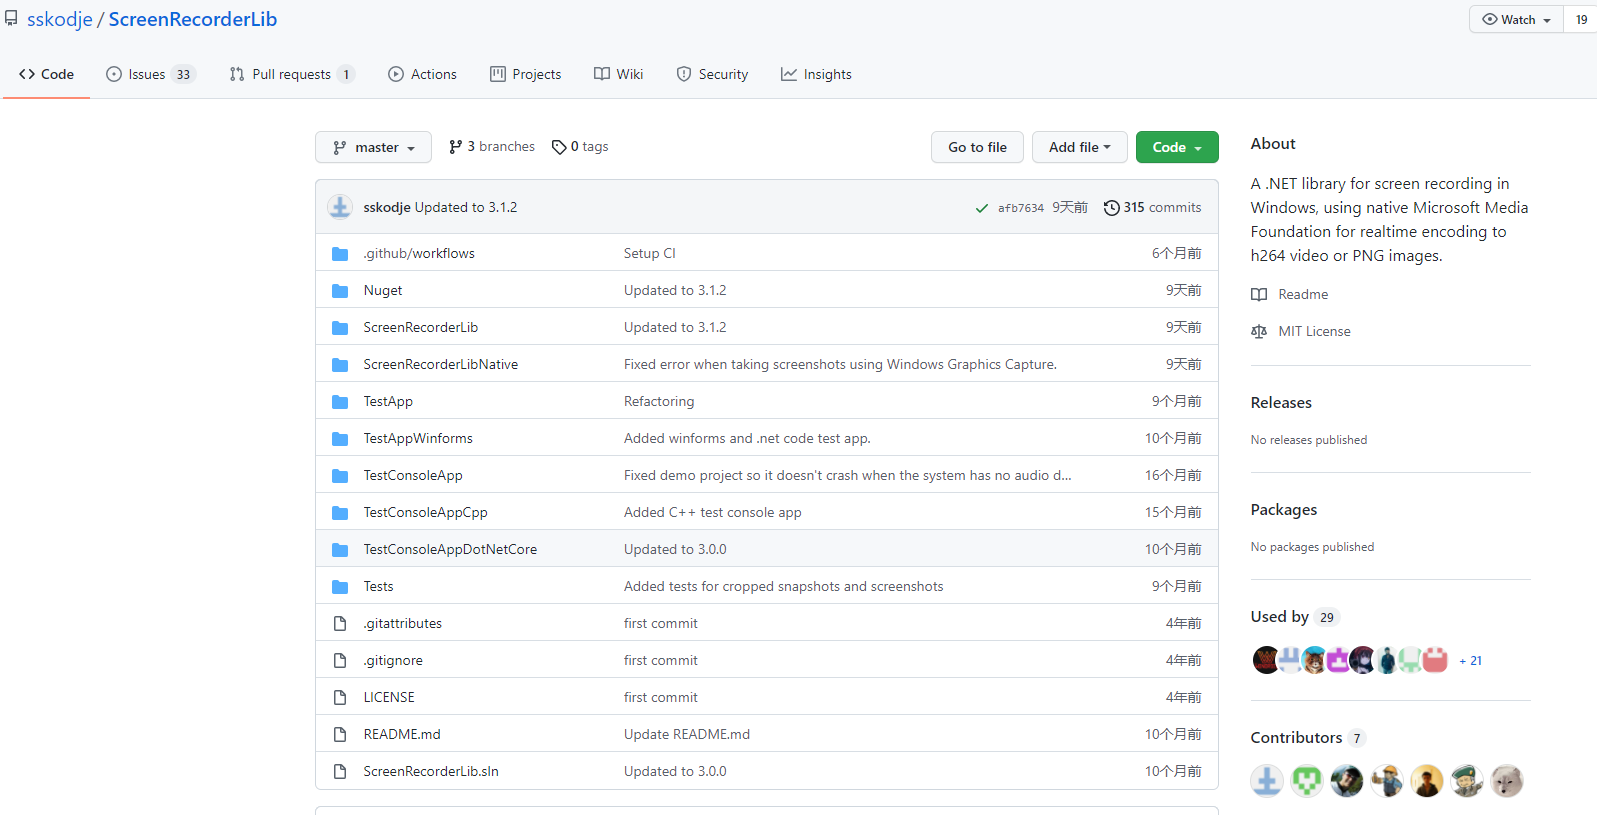 sskodje / ScreenRecorderLib
Watch 19
Code Issues 33 Pull requests 1 Actions Projects Wiki Security Insights
master 3 branches 0 tags Go to file Add file Code
sskodje Updated to 3.1.2 afb7634 9天前 315 commits
.github/workflows Setup CI 6个月前
Nuget Updated to 3.1.2 9天前
ScreenRecorderLib Updated to 3.1.2 9天前
ScreenRecorderLibNative Fixed error when taking screenshots using Windows Graphics Capture. 9天前
TestApp Refactoring 9个月前
TestAppWinforms Added winforms and .net code test app. 10个月前
TestConsoleApp Fixed demo project so it doesn't crash when the system has no audio d... 16个月前
TestConsoleAppCpp Added C++ test console app 15个月前
TestConsoleAppDotNetCore Updated to 3.0.0 10个月前
Tests Added tests for cropped snapshots and screenshots 9个月前
.gitattributes first commit 4年前
.gitignore first commit 4年前
LICENSE first commit 4年前
README.md Update README.md 10个月前
ScreenRecorderLib.sln Updated to 3.0.0 10个月前
About
A .NET library for screen recording in
Windows, using native Microsoft Media
Foundation for realtime encoding to
h264 video or PNG images.
Readme
MIT License
Releases
No releases published
Packages
No packages published
Used by 29
+ 21
Contributors 7